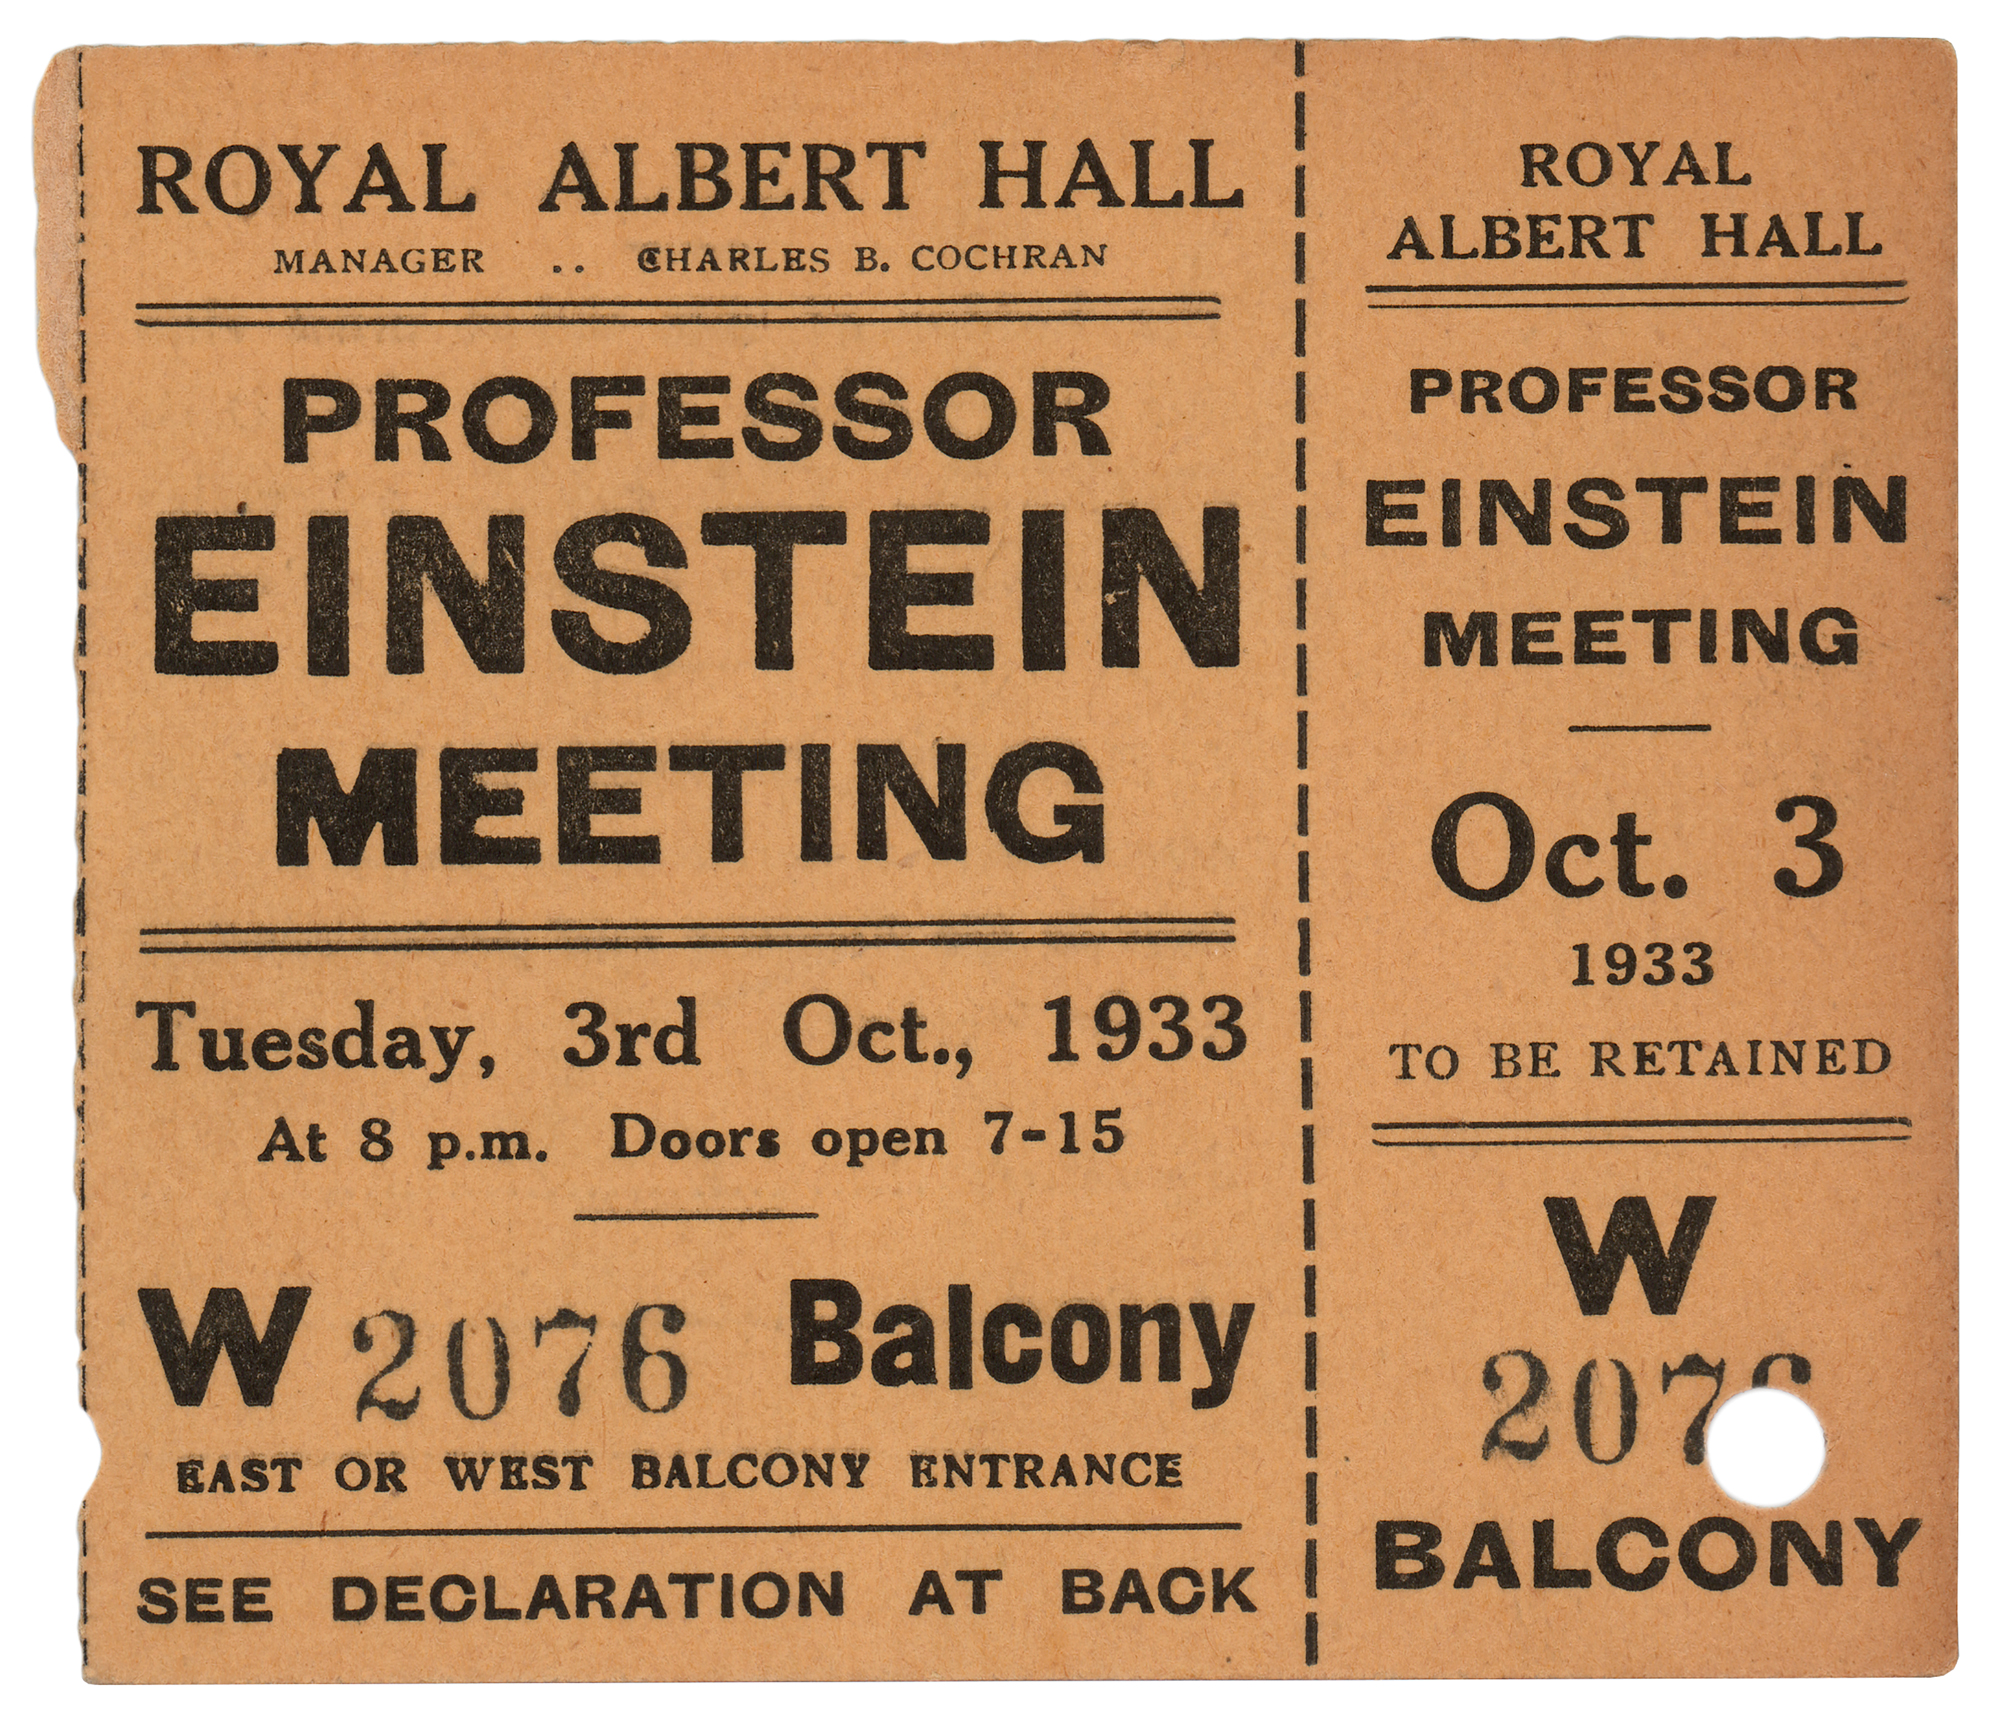 ROYAL ALBERT HALL
MANAGER .. CHARLES B. COCHRAN
PROFESSOR
EINSTEIN
MEETING
Tuesday, 3rd Oct., 1933
At 8 p.m. Doors open 7-15
W 2076 Balcony
EAST OR WEST BALCONY ENTRANCE
SEE DECLARATION AT BACK
ROYAL
ALBERT HALL
PROFESSOR
EINSTEIN
MEETING
Oct. 3
1933
TO BE RETAINED
W
2076
BALCONY